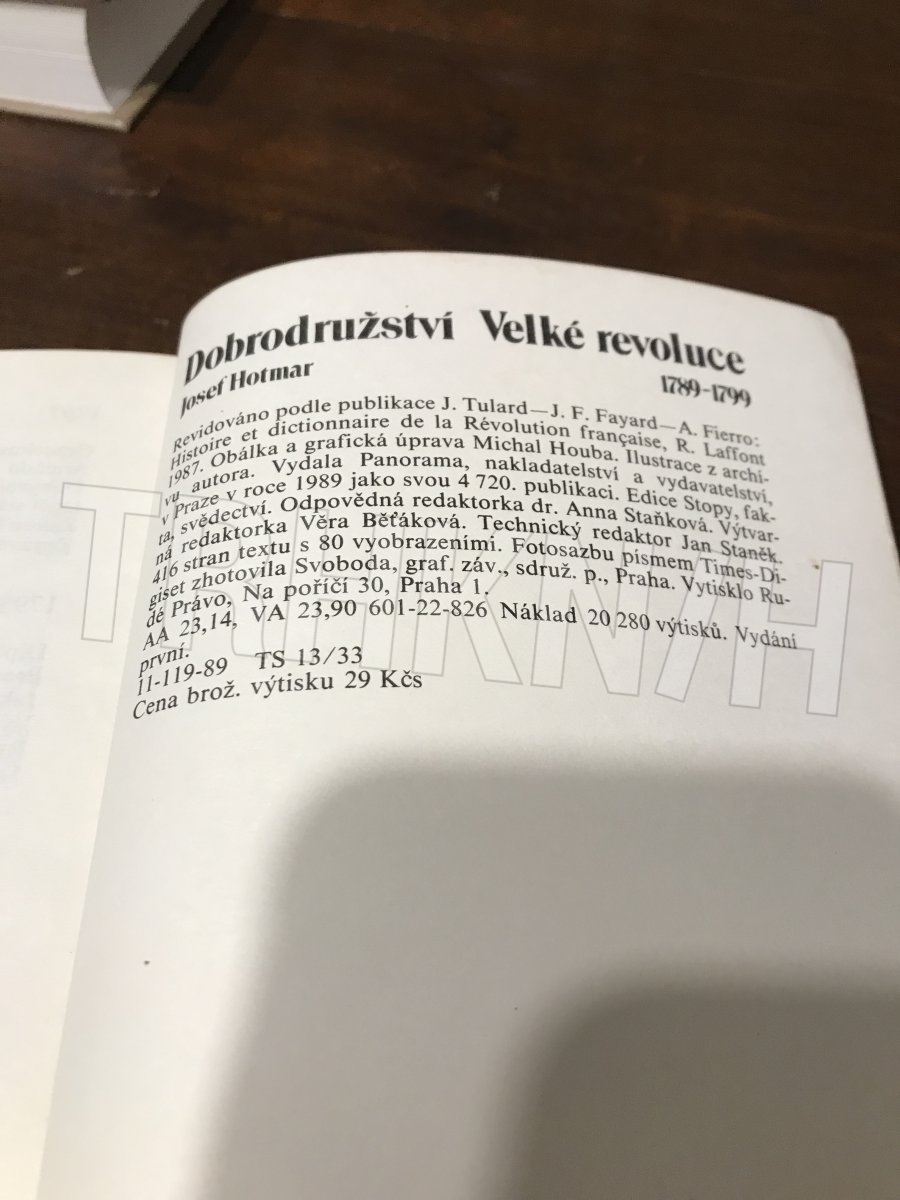 Dobrodružství Velké revoluce
Josef Hotmar 1789-1799
Revidováno podle publikace J. Tulard—J. F. Fayard—A. Fierro:
Histoire et dictionnaire de la Révolution française, R. Laffont
1987. Obálka a grafická úprava Michal Houba. Ilustrace z archi-
vu autora. Vydala Panorama, nakladatelství a vydavatelství,
v Praze v roce 1989 jako svou 4 720. publikaci. Edice Stopy, fak-
ta, svědectví. Odpovědná redaktorka dr. Anna Staňková. Výtvar-
ná redaktorka Věra Běťáková. Technický redaktor Jan Staněk.
416 stran textu s 80 vyobrazeními. Fotosazbu písmem Times-Di-
giset zhotovila Svoboda, graf. záv., sdruž. p., Praha. Vytisklo Ru-
dé Právo, Na poříčí 30, Praha 1.
AA 23,14, VA 23,90 601-22-826 Náklad 20 280 výtisků. Vydání
první.
11-119-89 TS 13/33
Cena brož. výtisku 29 Kčs